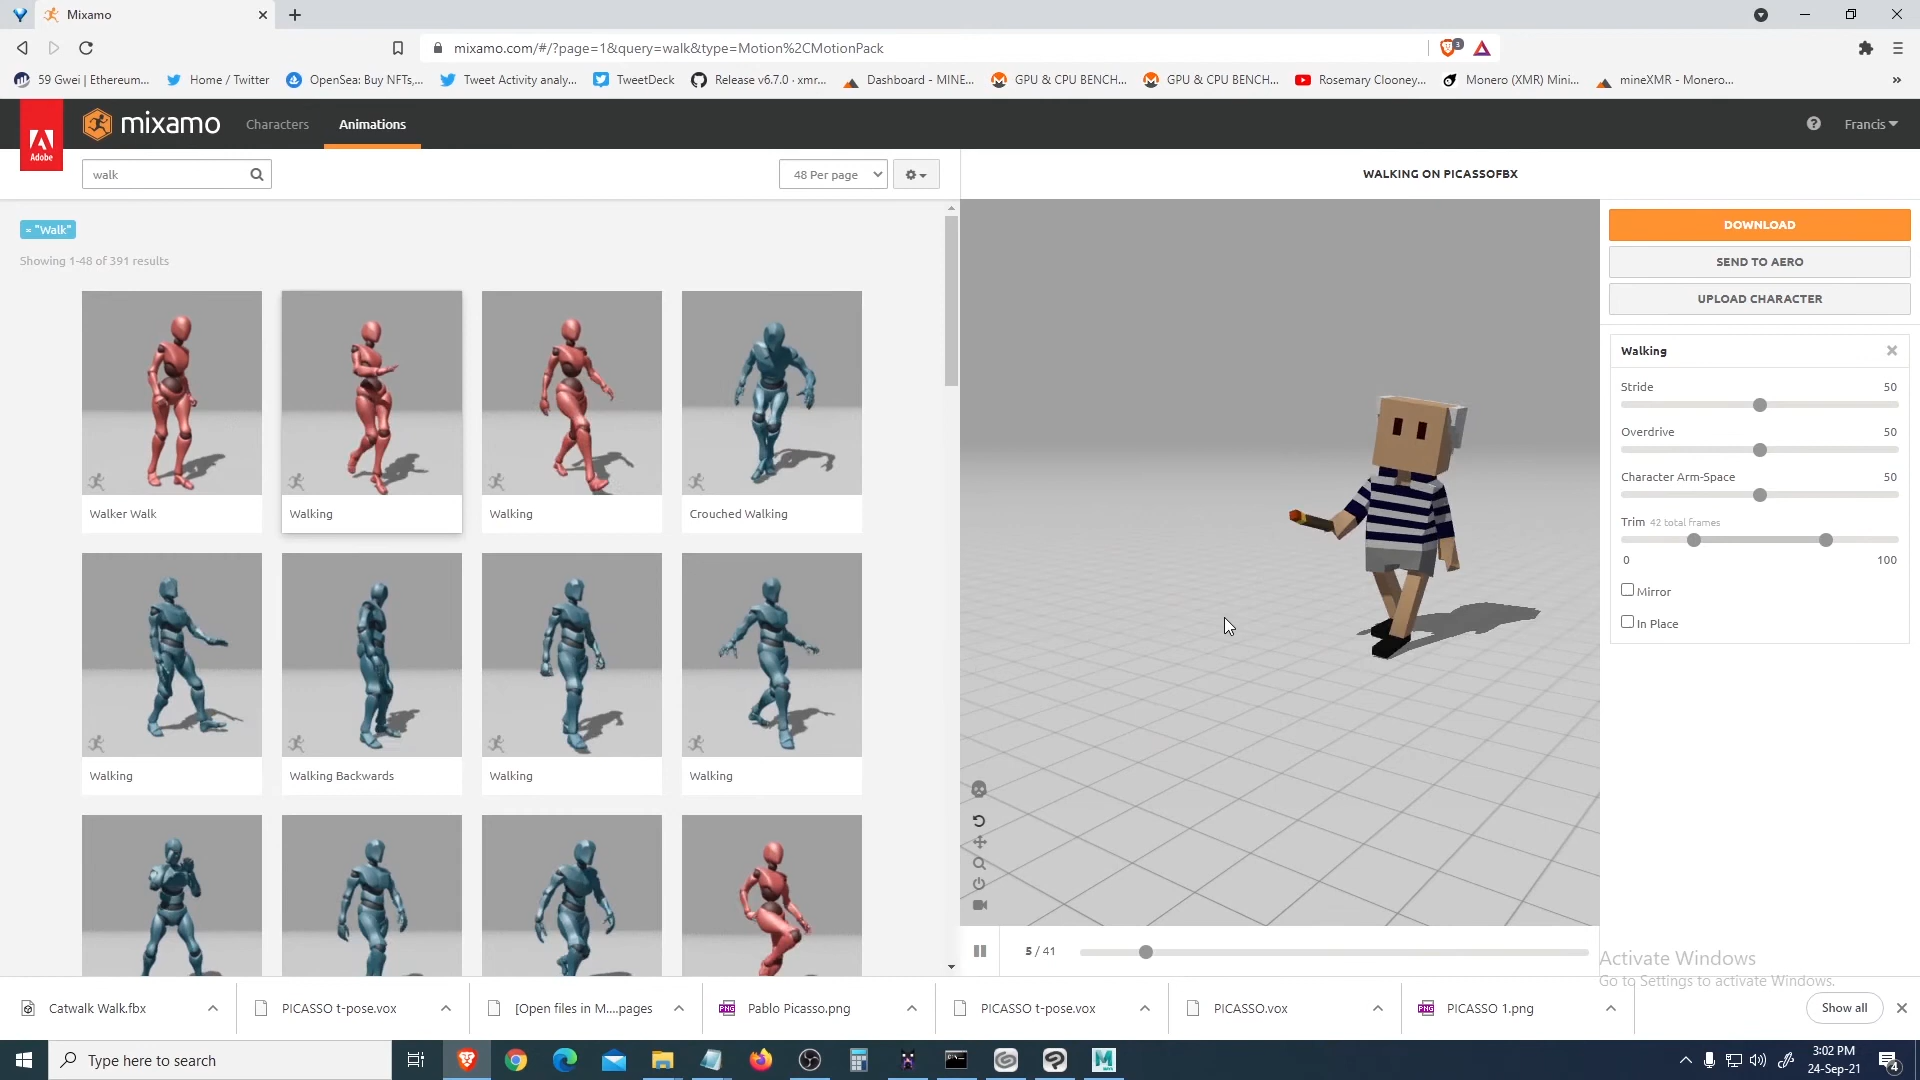 Mixamo
mixamo.com/#/?page=1&query=walk&type=Motion%2CMotionPack
3
59 Gwei | Ethereum...
Home / Twitter
OpenSea: Buy NFTs,...
Tweet Activity analy...
TweetDeck
Release v6.7.0 · xmr...
Dashboard - MINE...
GPU & CPU BENCH...
GPU & CPU BENCH...
Rosemary Clooney...
Monero (XMR) Mini...
mineXMR - Monero...
»
Adobe
mixamo
Characters
Animations
Francis
walk
48 Per page
WALKING ON PICASSOFBX
× "Walk"
Showing 1-48 of 391 results
DOWNLOAD
SEND TO AERO
UPLOAD CHARACTER
Walking
Stride
50
Overdrive
50
Character Arm-Space
50
Trim 42 total frames
0
100
Mirror
In Place
Walker Walk
Walking
Walking
Crouched Walking
Walking
Walking Backwards
Walking
Walking
5 / 41
Activate Windows
Go to Settings to activate Windows.
Catwalk Walk.fbx
PICASSO t-pose.vox
[Open files in M....pages
Pablo Picasso.png
PICASSO t-pose.vox
PICASSO.vox
PICASSO 1.png
Show all
Type here to search
3:02 PM
24-Sep-21
4